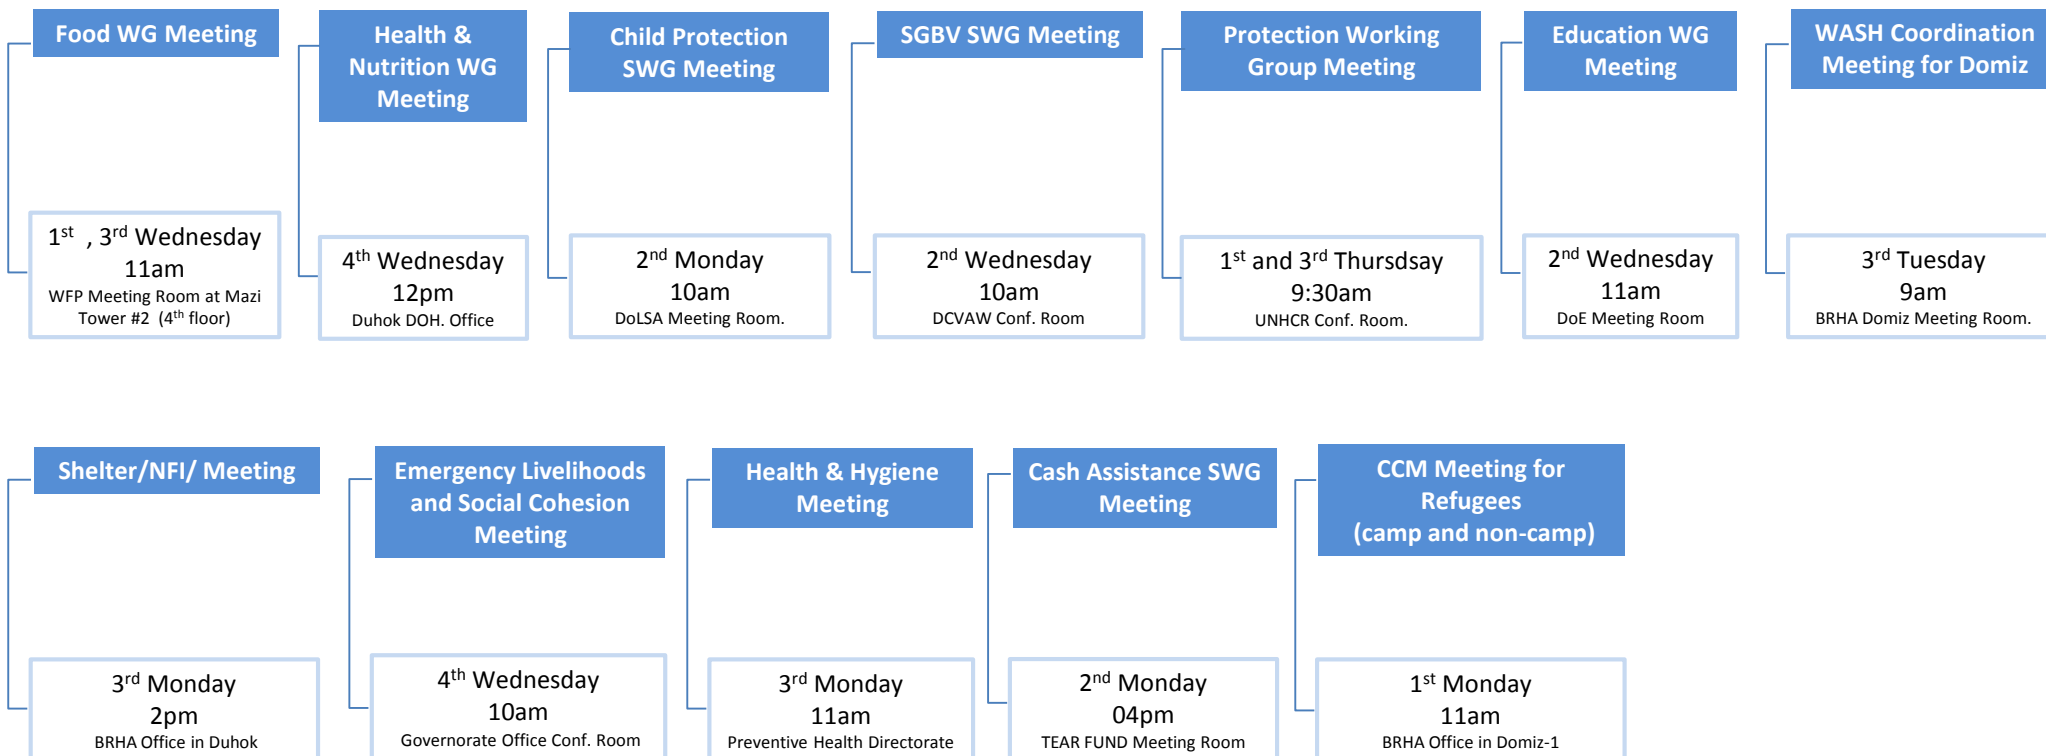 Food WG Meeting
1st , 3rd Wednesday
11am
WFP Meeting Room at Mazi
Tower #2 (4th floor)
Health &
Nutrition WG
Meeting
4th Wednesday
12pm
Duhok DOH. Office
Child Protection
SWG Meeting
2nd Monday
10am
DoLSA Meeting Room.
SGBV SWG Meeting
2nd Wednesday
10am
DCVAW Conf. Room
Protection Working
Group Meeting
1st and 3rd Thursdsay
9:30am
UNHCR Conf. Room.
Education WG
Meeting
2nd Wednesday
11am
DoE Meeting Room
WASH Coordination
Meeting for Domiz
3rd Tuesday
9am
BRHA Domiz Meeting Room.
Shelter/NFI/ Meeting
3rd Monday
2pm
BRHA Office in Duhok
Emergency Livelihoods
and Social Cohesion
Meeting
4th Wednesday
10am
Governorate Office Conf. Room
Health & Hygiene
Meeting
3rd Monday
11am
Preventive Health Directorate
Cash Assistance SWG
Meeting
2nd Monday
04pm
TEAR FUND Meeting Room
CCM Meeting for
Refugees
(camp and non-camp)
1st Monday
11am
BRHA Office in Domiz-1